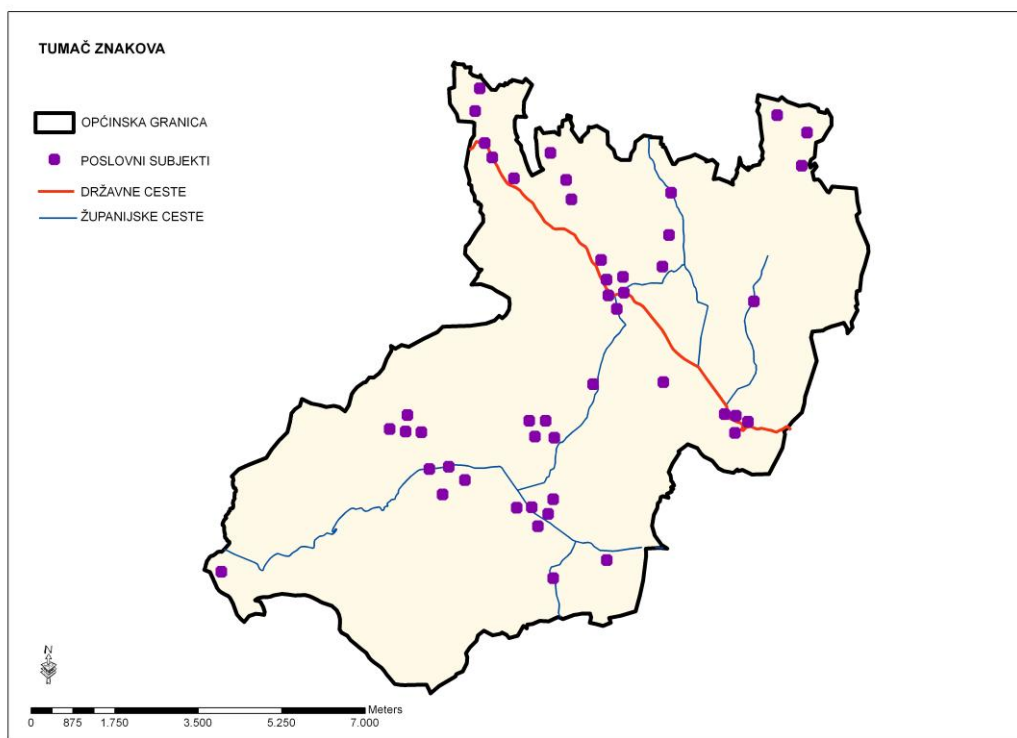 TUMAČ ZNAKOVA
OPĆINSKA GRANICA
POSLOVNI SUBJEKTI
DRŽAVNE CESTE
ŽUPANIJSKE CESTE
N
Meters
0 875 1.750 3.500 5.250 7.000